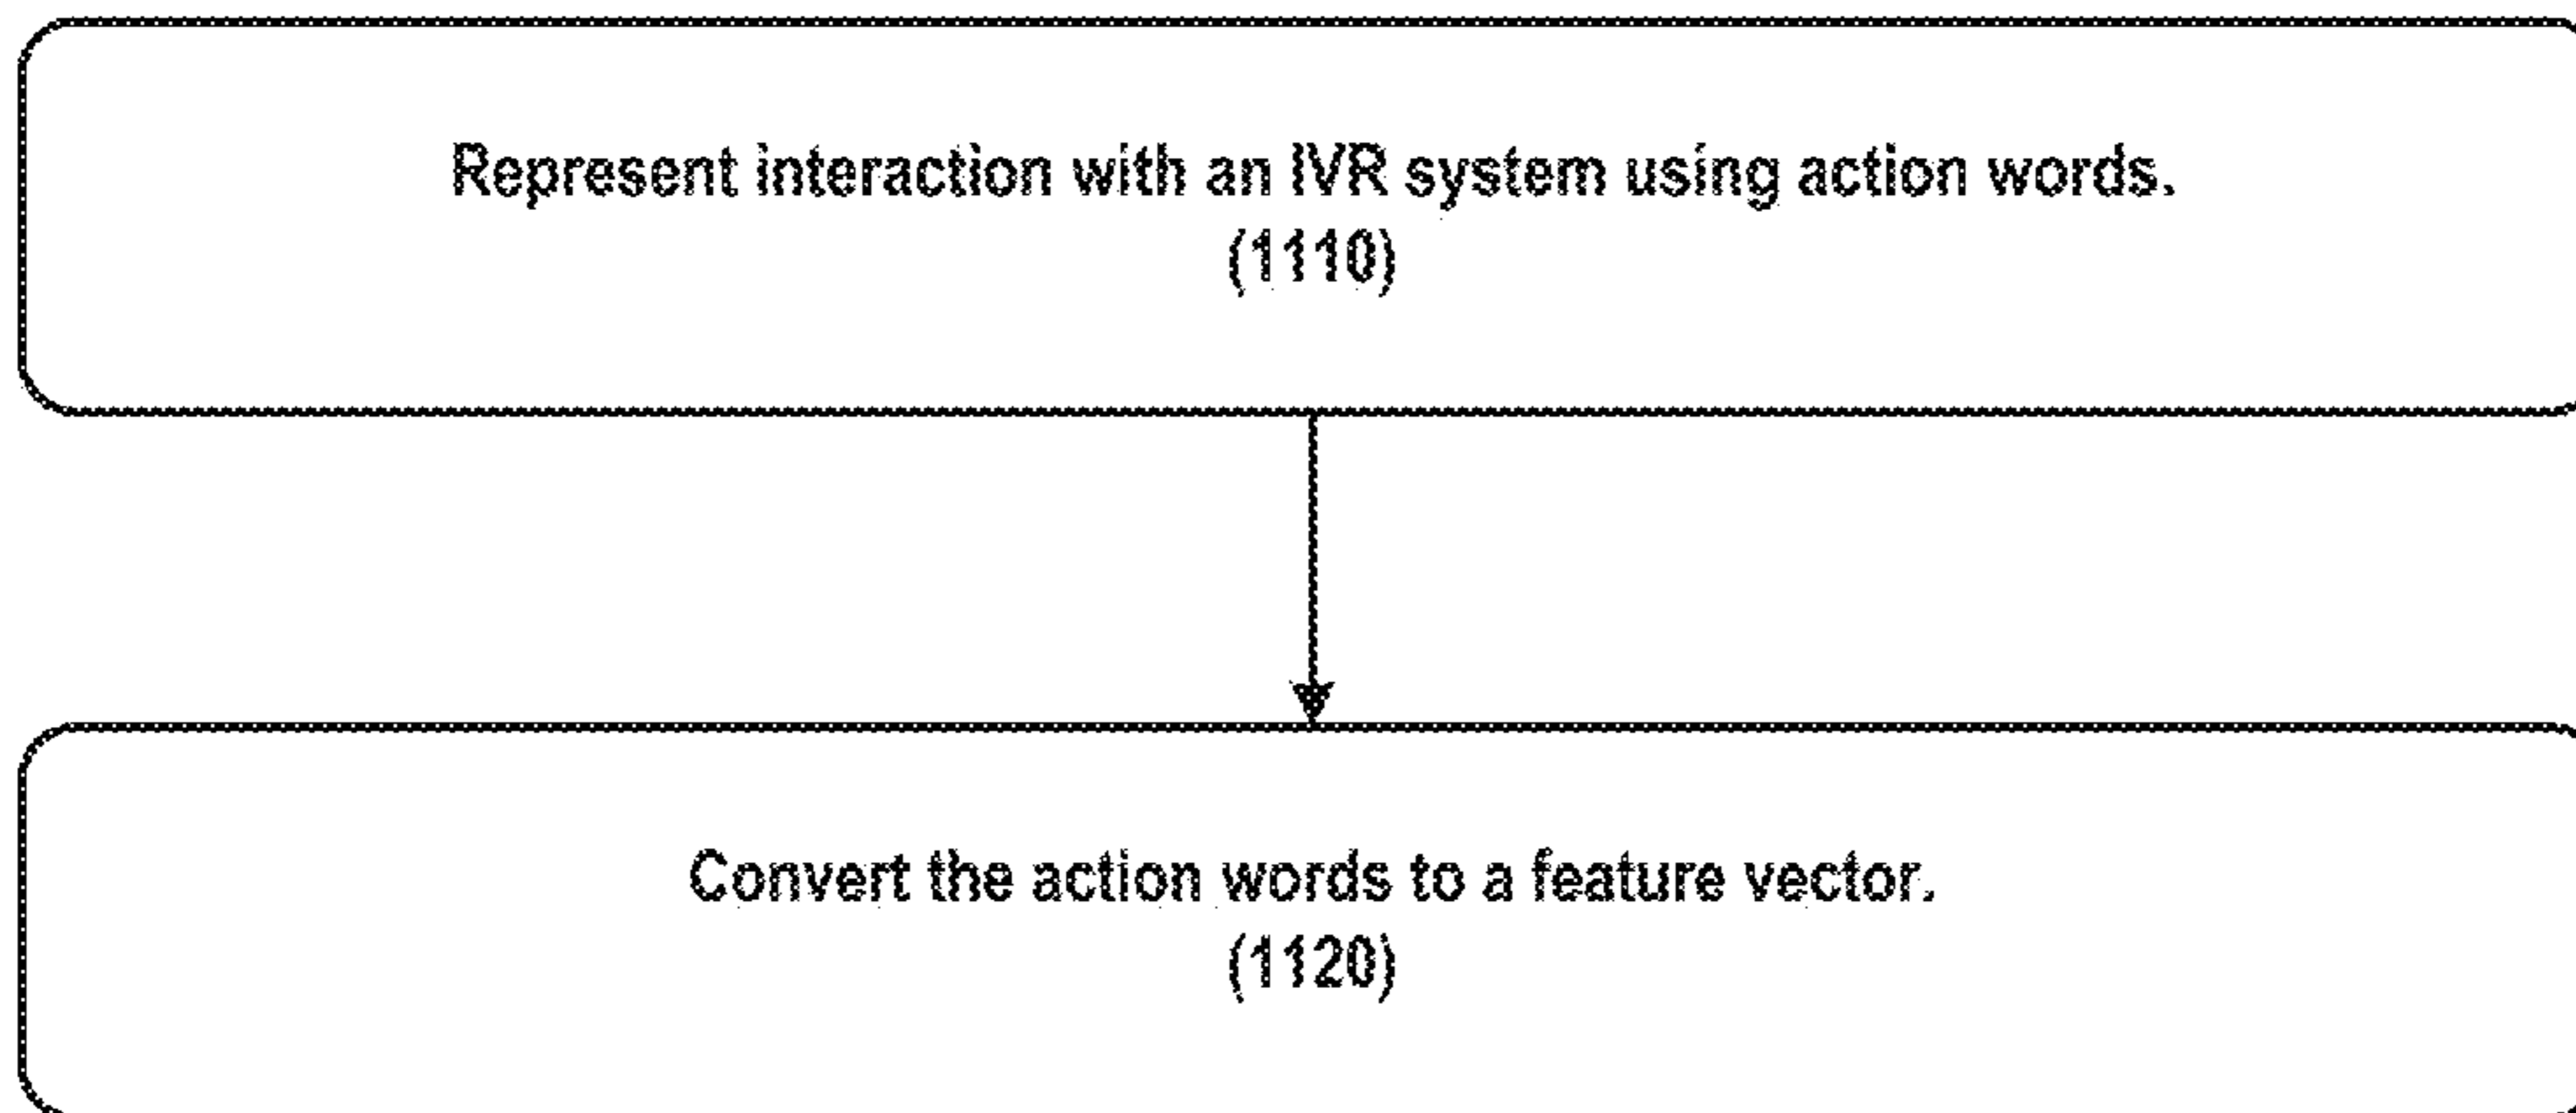 Represent interaction with an IVR system using action words.
(1110)
Convert the action words to a feature vector.
(1120)